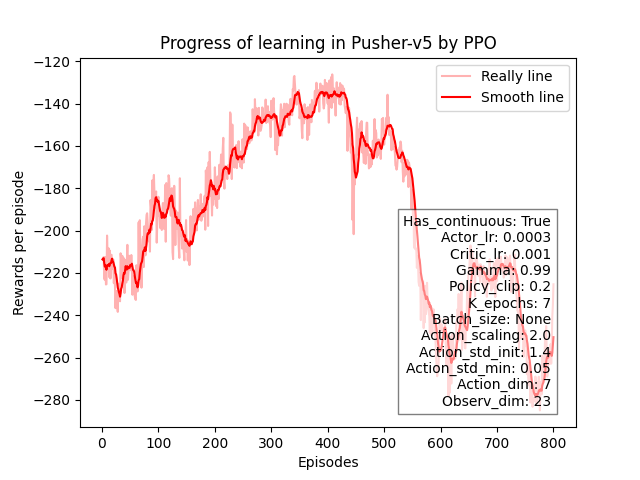 Progress of learning in Pusher-v5 by PPO
Really line
Smooth line
Rewards per episode
−120
−140
−160
−180
−200
−220
−240
−260
−280
Has_continuous: True
Actor_lr: 0.0003
Critic_lr: 0.001
Gamma: 0.99
Policy_clip: 0.2
K_epochs: 7
Batch_size: None
Action_scaling: 2.0
Action_std_init: 1.4
Action_std_min: 0.05
Action_dim: 7
Observ_dim: 23
0 100 200 300 400 500 600 700 800
Episodes